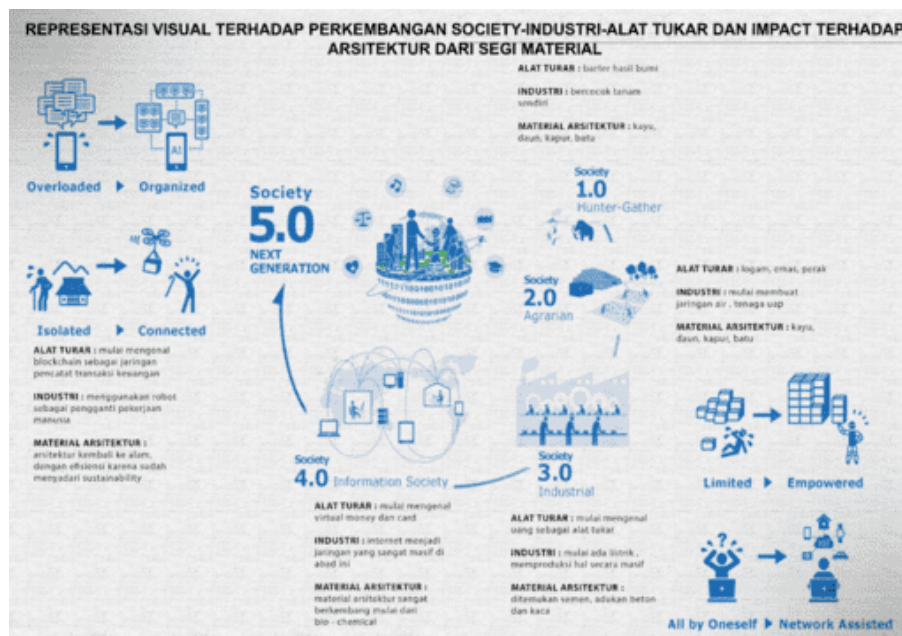 REPRESENTASI VISUAL TERHADAP PERKEMBANGAN SOCIETY-INDUSTRI-ALAT TUKAR DAN IMPACT TERHADAP
ARSITEKTUR DARI SEGI MATERIAL
ALAT TUKAR : barter hasil bumi
INDUSTRI : bercocok tanam
sendiri
MATERIAL ARSITEKTUR : kayu,
daun, kapur, batu
AI
Overloaded
Organized
Society
5.0
NEXT
GENERATION
Society
1.0
Hunter-Gather
Society
2.0
Agrarian
ALAT TUKAR : logam, emas, perak
INDUSTRI : mulai membuat
jaringan air , tenaga uap
MATERIAL ARSITEKTUR : kayu,
daun, kapur, batu
Isolated
Connected
ALAT TUKAR : mulai mengenal
blockchain sebagai jaringan
pencatat transaksi keuangan
INDUSTRI : menggunakan robot
sebagai pengganti pekerjaan
manusia
MATERIAL ARSITEKTUR :
arsitektur kembali ke alam,
dengan efisiensi karena sudah
menyadari sustainability
Society
4.0 Information Society
ALAT TUKAR : mulai mengenal
virtual money dan card
INDUSTRI : internet menjadi
jaringan yang sangat masif di
abad ini
MATERIAL ARSITEKTUR :
material arsitektur sangat
berkembang mulai dari
bio - chemical
Society
3.0
Industrial
ALAT TUKAR : mulai mengenal
uang sebagai alat tukar
INDUSTRI : mulai ada listrik ,
memproduksi hal secara masif
MATERIAL ARSITEKTUR :
ditemukan semen, adukan beton
dan kaca
Limited
Empowered
?
All by Oneself
Network Assisted